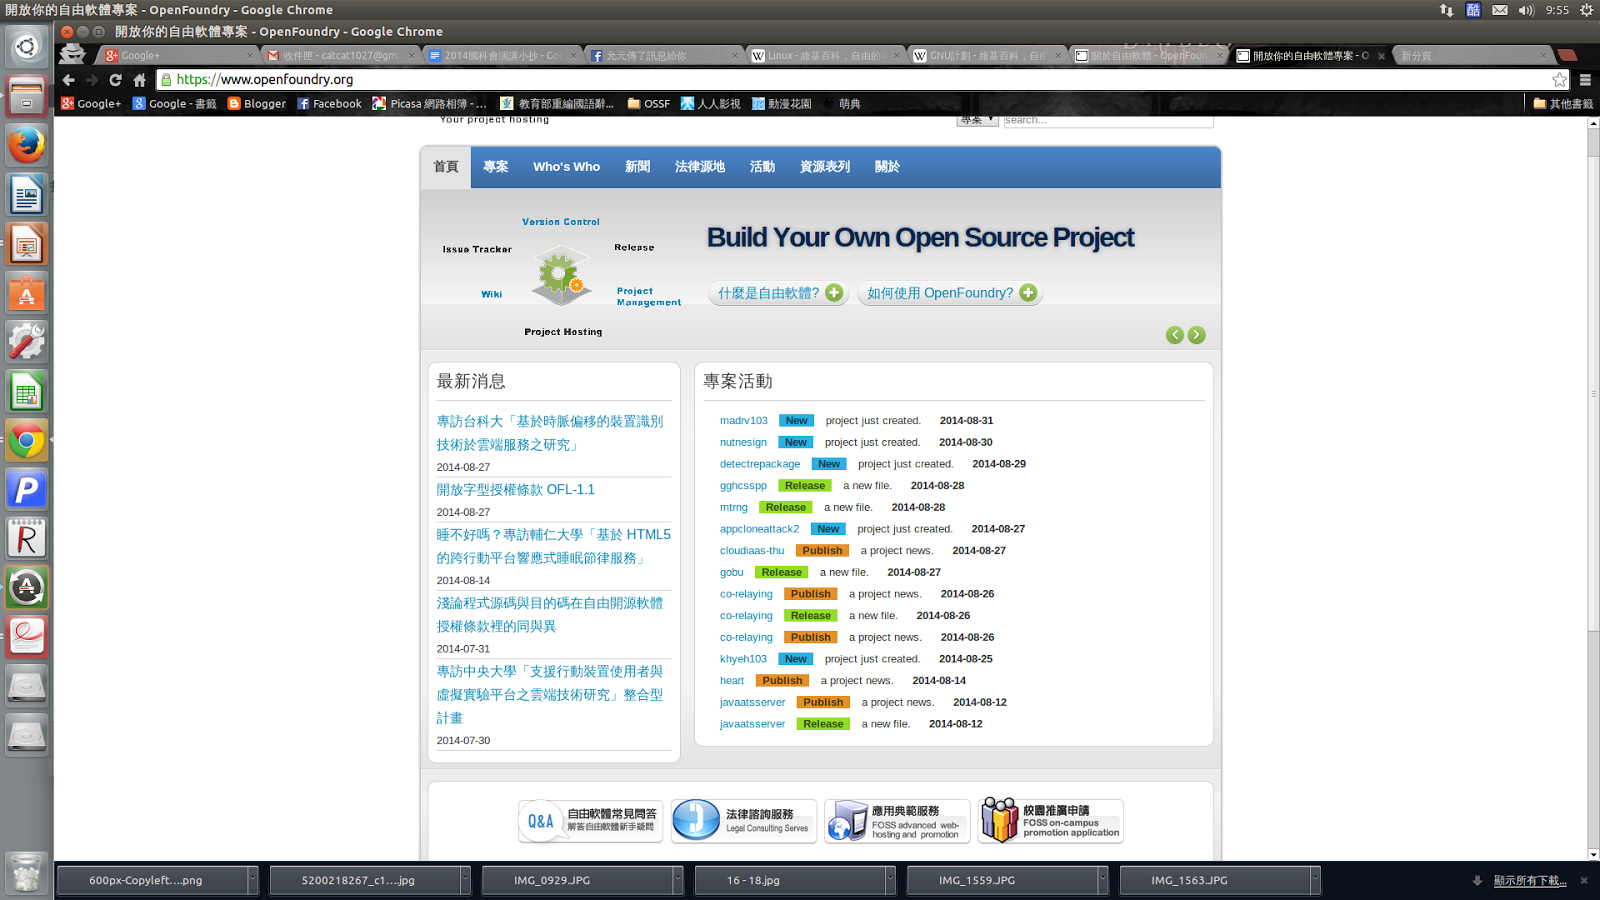 開放你的自由軟體專案 - OpenFoundry - Google Chrome
9:55
開放你的自由軟體專案 - OpenFoundry - Google Chrome
Google+
收件匣 - catcat1027@gm
2014國科會演講小抄 - Go
允元傳了訊息給你
Linux - 維基百科，自由的
GNU計劃 - 維基百科，自由
關於自由軟體 - OpenFoun
開放你的自由軟體專案 - O
新分頁
https://www.openfoundry.org
Google+
Google - 書籤
Blogger
Facebook
Picasa 網路相簿 - ...
教育部重編國語辭...
OSSF
人人影視
動漫花園
萌典
其他書籤
Your project hosting
專案
search...
首頁
專案
Who's Who
新聞
法律源地
活動
資源表列
關於
Version Control
Issue Tracker
Release
Wiki
Project
Management
Project Hosting
Build Your Own Open Source Project
什麼是自由軟體?
如何使用 OpenFoundry?
最新消息
專訪台科大「基於時脈偏移的裝置識別
技術於雲端服務之研究」
2014-08-27
開放字型授權條款 OFL-1.1
2014-08-27
睡不好嗎？專訪輔仁大學「基於 HTML5
的跨行動平台響應式睡眠節律服務」
2014-08-14
淺論程式源碼與目的碼在自由開源軟體
授權條款裡的同與異
2014-07-31
專訪中央大學「支援行動裝置使用者與
虛擬實驗平台之雲端技術研究」整合型
計畫
2014-07-30
專案活動
madrv103 New project just created. 2014-08-31
nutnesign New project just created. 2014-08-30
detectrepackage New project just created. 2014-08-29
gghcsspp Release a new file. 2014-08-28
mtrng Release a new file. 2014-08-28
appcloneattack2 New project just created. 2014-08-27
cloudiaas-thu Publish a project news. 2014-08-27
gobu Release a new file. 2014-08-27
co-relaying Publish a project news. 2014-08-26
co-relaying Release a new file. 2014-08-26
co-relaying Publish a project news. 2014-08-26
khyeh103 New project just created. 2014-08-25
heart Publish a project news. 2014-08-14
javaatsserver Publish a project news. 2014-08-12
javaatsserver Release a new file. 2014-08-12
Q&A
自由軟體常見問答
解答自由軟體新手疑問
法律諮詢服務
Legal Consulting Serves
應用典範服務
FOSS advanced web-
hosting and promotion
校園推廣申請
FOSS on-campus
promotion application
600px-Copyleft....png
5200218267_c1....jpg
IMG_0929.JPG
16 - 18.jpg
IMG_1559.JPG
IMG_1563.JPG
顯示所有下載...